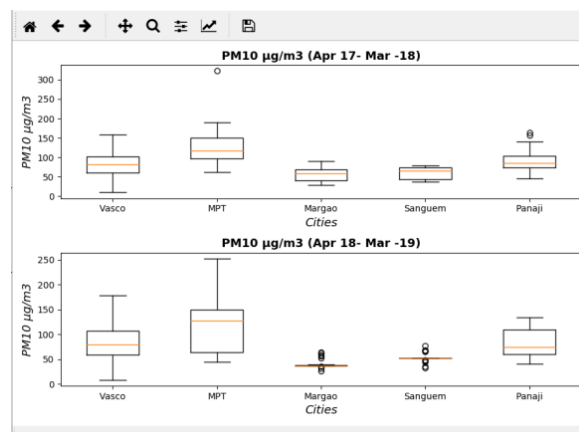 PM10 µg/m3 (Apr 17- Mar -18)
PM10 µg/m3
300
250
200
150
100
50
0
Vasco MPT Margao Sanguem Panaji
Cities
PM10 µg/m3 (Apr 18- Mar -19)
PM10 µg/m3
250
200
150
100
50
0
Vasco MPT Margao Sanguem Panaji
Cities